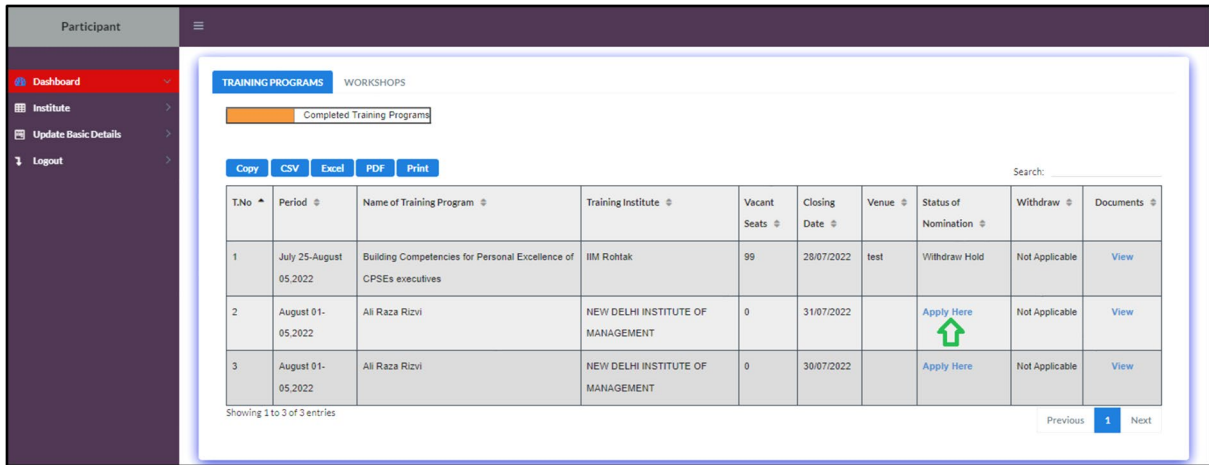 Participant
Dashboard
Institute
Update Basic Details
Logout
TRAINING PROGRAMS WORKSHOPS
Completed Training Programs
Copy CSV Excel PDF Print
Search:
T.No Period Name of Training Program Training Institute Vacant Seats Closing Date Venue Status of Nomination Withdraw Documents
1 July 25-August 05,2022 Building Competencies for Personal Excellence of CPSEs executives IIM Rohtak 99 28/07/2022 test Withdraw Hold Not Applicable View
2 August 01-05,2022 Ali Raza Rizvi NEW DELHI INSTITUTE OF MANAGEMENT 0 31/07/2022 Apply Here Not Applicable View
3 August 01-05,2022 Ali Raza Rizvi NEW DELHI INSTITUTE OF MANAGEMENT 0 30/07/2022 Apply Here Not Applicable View
Showing 1 to 3 of 3 entries
Previous 1 Next